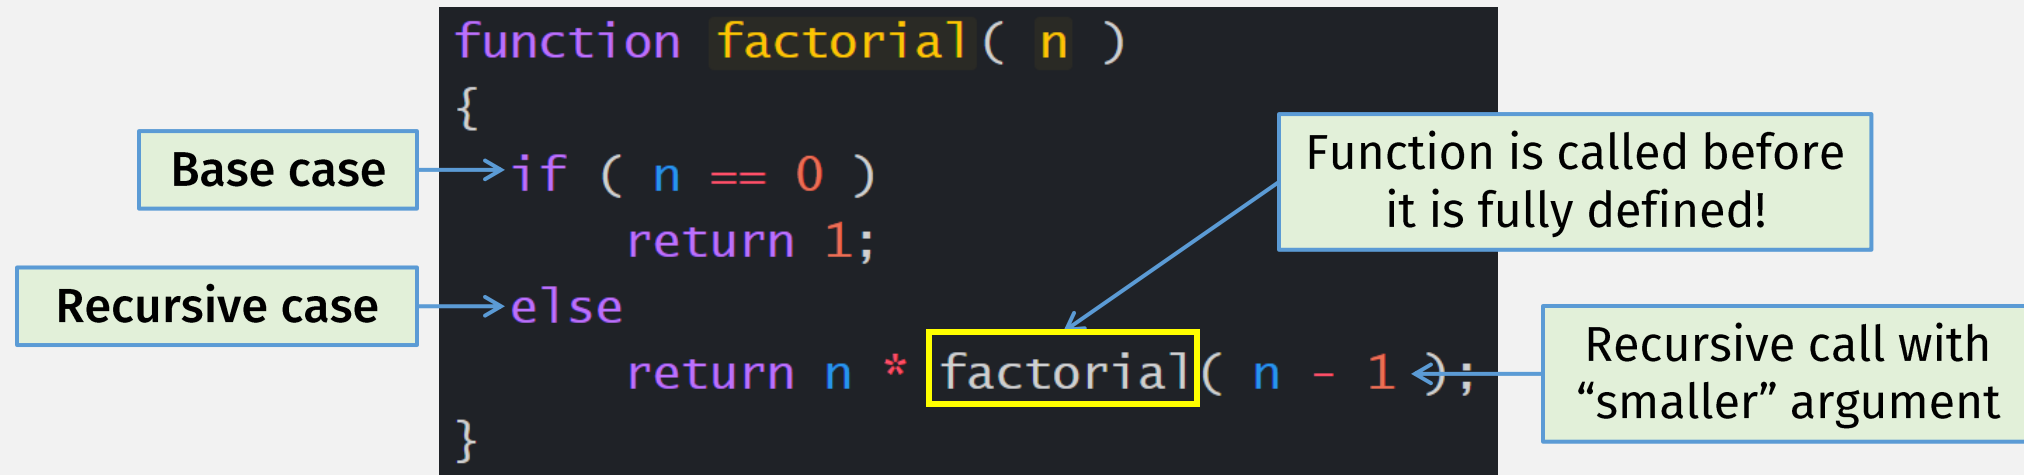 function factorial( n )
{
Base case
if ( n == 0 )
return 1;
Function is called before
it is fully defined!
Recursive case
else
return n * factorial( n - 1 );
Recursive call with
“smaller” argument
}